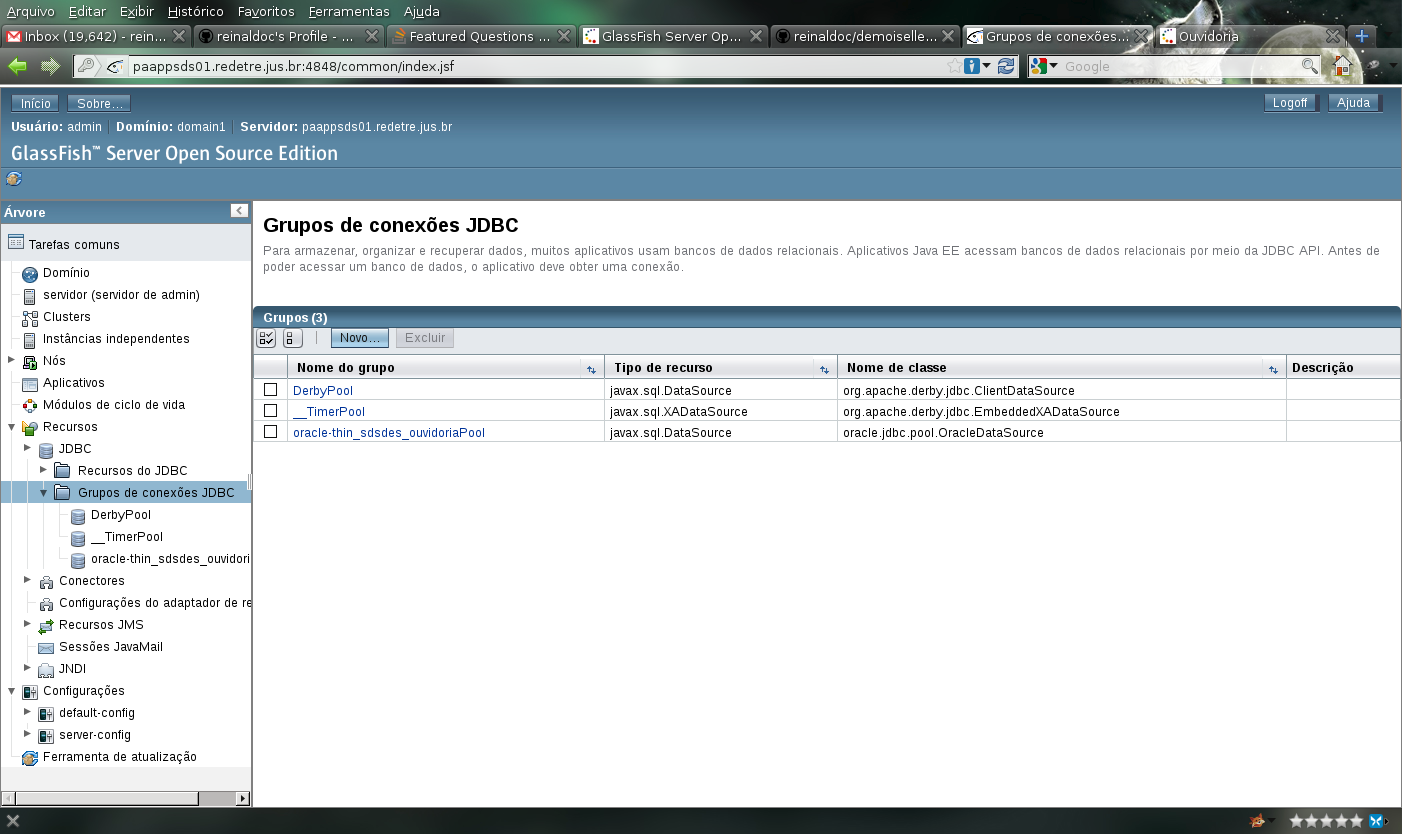 Arquivo Editar Exibir Histórico Favoritos Ferramentas Ajuda
Inbox (19,642) - rein... reinaldoc's Profile - ... Featured Questions ... GlassFish Server Op... reinaldoc/demoiselle... Grupos de conexões... Ouvidoria
paappsds01.redetre.jus.br:4848/common/index.jsf Google
Início Sobre... Logoff Ajuda
Usuário: admin Domínio: domain1 Servidor: paappsds01.redetre.jus.br
GlassFish™ Server Open Source Edition
Árvore
Tarefas comuns
Domínio
servidor (servidor de admin)
Clusters
Instâncias independentes
Nós
Aplicativos
Módulos de ciclo de vida
Recursos
JDBC
Recursos do JDBC
Grupos de conexões JDBC
DerbyPool
__TimerPool
oracle-thin_sdsdes_ouvidori
Conectores
Configurações do adaptador de re
Recursos JMS
Sessões JavaMail
JNDI
Configurações
default-config
server-config
Ferramenta de atualização
Grupos de conexões JDBC
Para armazenar, organizar e recuperar dados, muitos aplicativos usam bancos de dados relacionais. Aplicativos Java EE acessam bancos de dados relacionais por meio da JDBC API. Antes de
poder acessar um banco de dados, o aplicativo deve obter uma conexão.
Grupos (3)
Novo... Excluir
Nome do grupo Tipo de recurso Nome de classe Descrição
DerbyPool javax.sql.DataSource org.apache.derby.jdbc.ClientDataSource
__TimerPool javax.sql.XADataSource org.apache.derby.jdbc.EmbeddedXADataSource
oracle-thin_sdsdes_ouvidoriaPool javax.sql.DataSource oracle.jdbc.pool.OracleDataSource